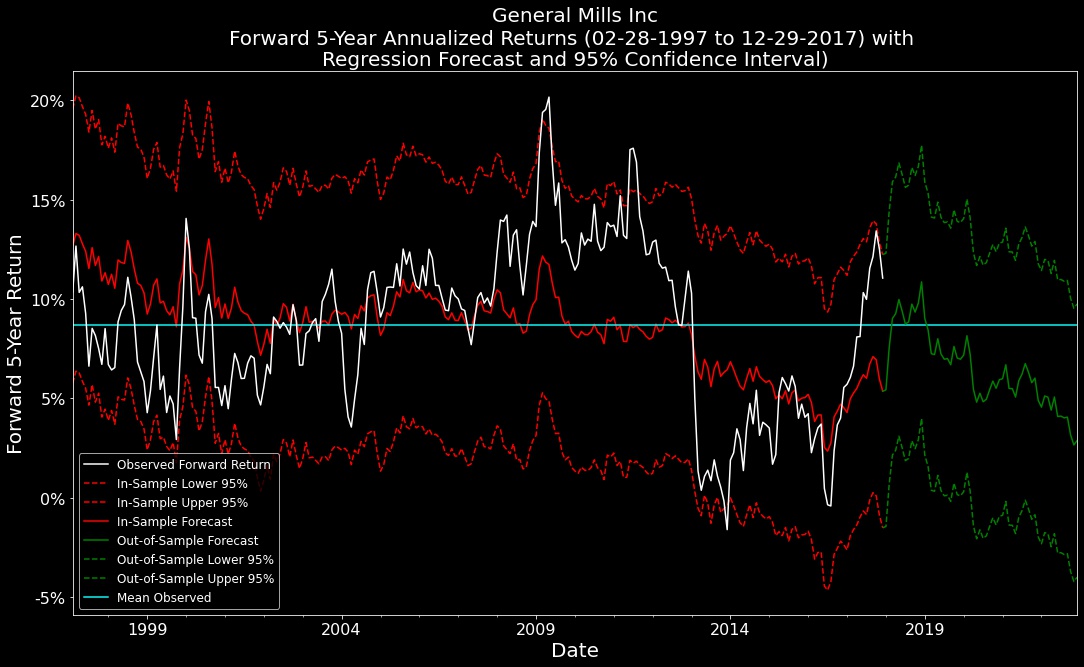 General Mills Inc
Forward 5-Year Annualized Returns (02-28-1997 to 12-29-2017) with
Regression Forecast and 95% Confidence Interval)
Forward 5-Year Return
20%
15%
10%
5%
0%
-5%
Observed Forward Return
In-Sample Lower 95%
In-Sample Upper 95%
In-Sample Forecast
Out-of-Sample Forecast
Out-of-Sample Lower 95%
Out-of-Sample Upper 95%
Mean Observed
1999 2004 2009 2014 2019
Date